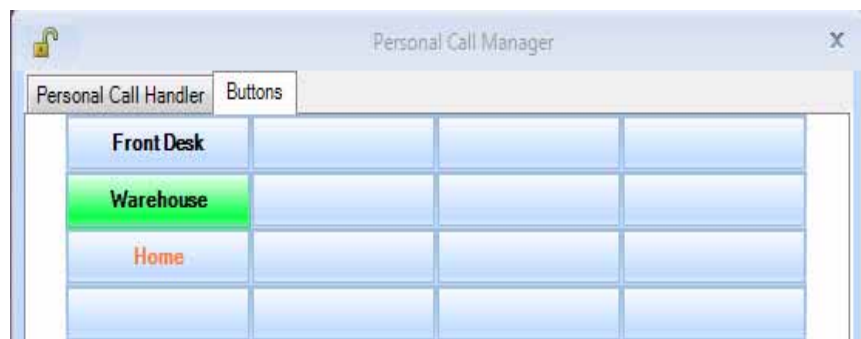 Personal Call Manager X
Personal Call Handler Buttons
Front Desk
Warehouse
Home